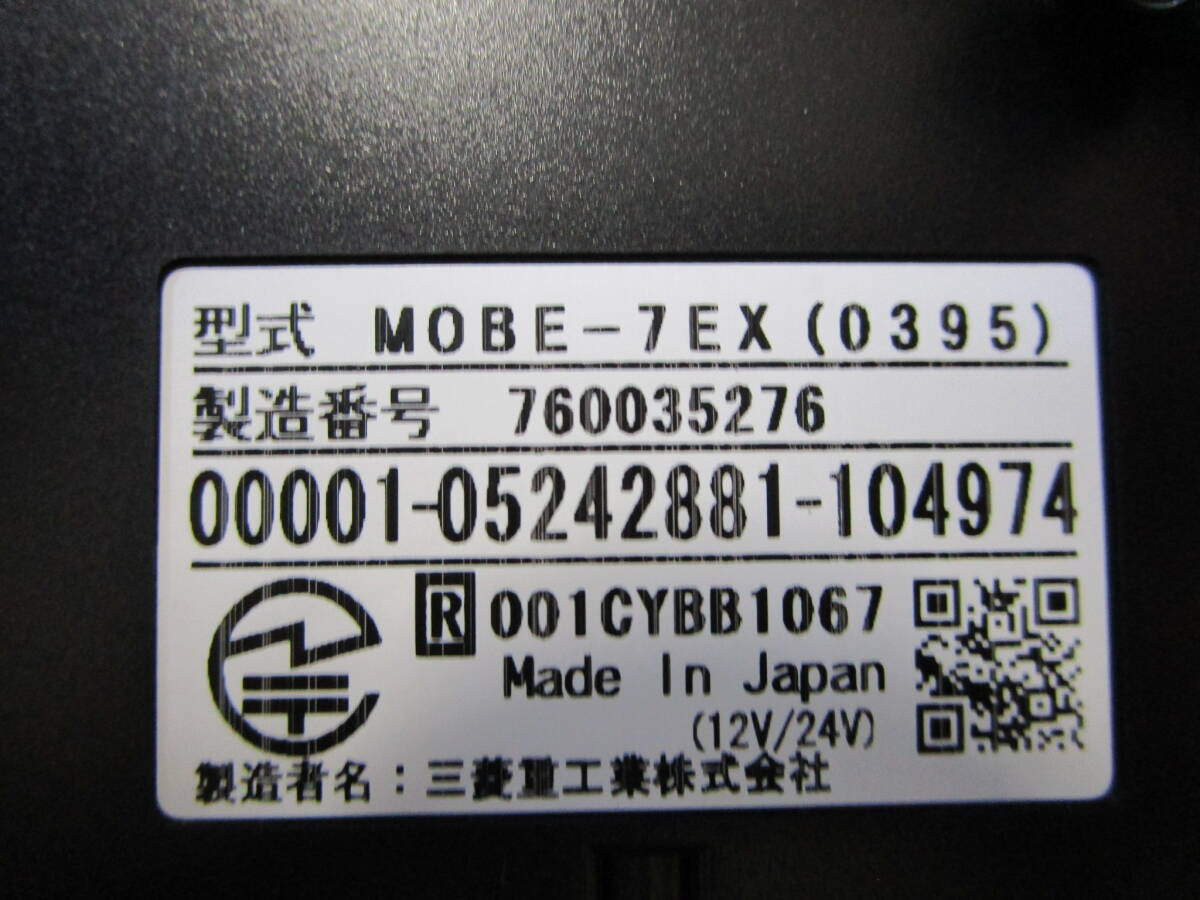 型式 MOBE-7EX(0395)
製造番号 760035276
00001-05242881-104974
R 001CYBB1067
Made In Japan
(12V/24V)
製造者名：三菱重工業株式会社